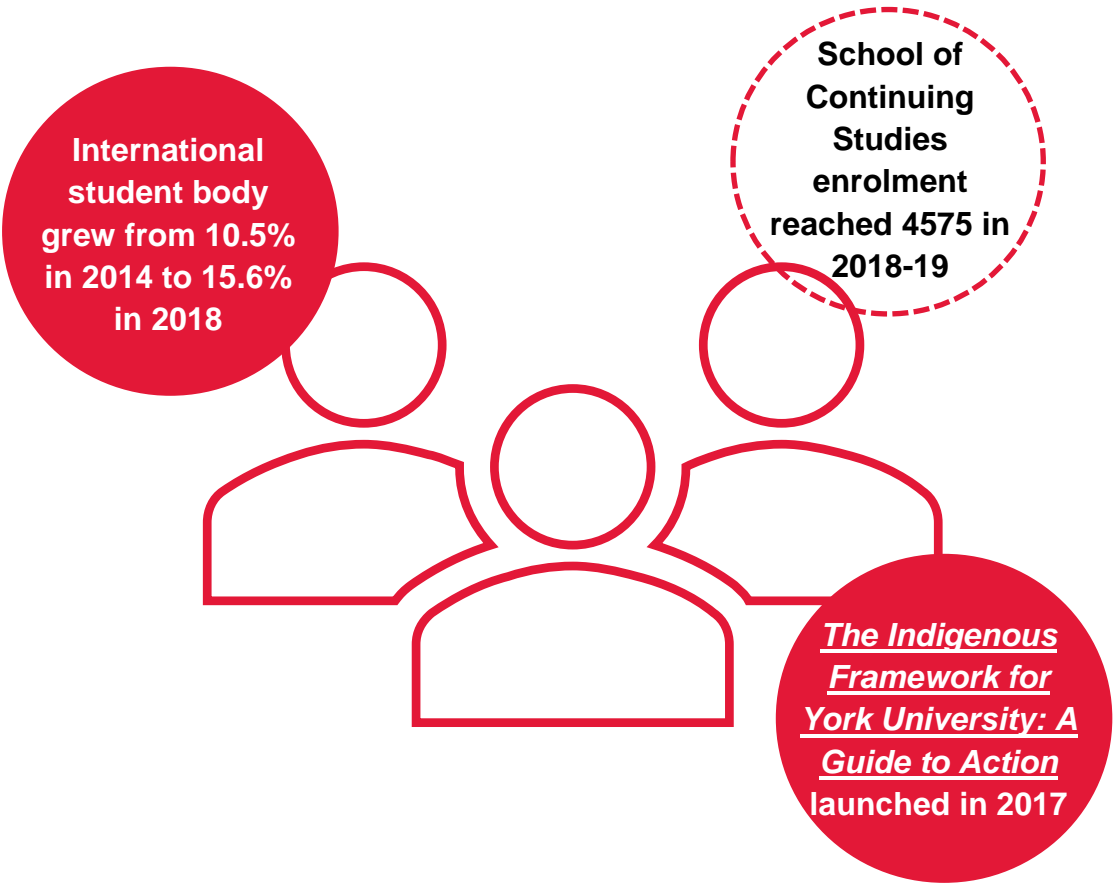 International
student body
grew from 10.5%
in 2014 to 15.6%
in 2018
School of
Continuing
Studies
enrolment
reached 4575 in
2018-19
The Indigenous
Framework for
York University: A
Guide to Action
launched in 2017